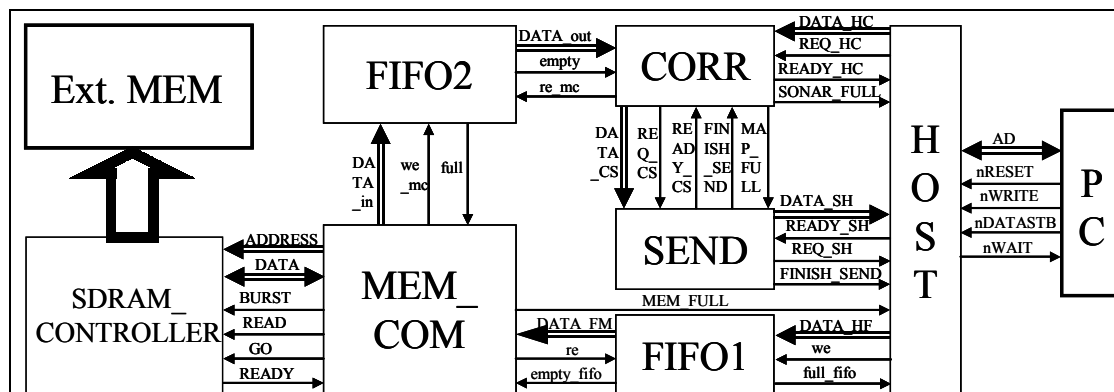 Ext. MEM
FIFO2
CORR
HOST
PC
SDRAM_
CONTROLLER
MEM_
COM
SEND
FIFO1
DATA_out
empty
re_mc
DATA_HC
REQ_HC
READY_HC
SONAR_FULL
DA
TA
_in
we
_mc
full
DA
TA
_CS
RE
Q_
CS
RE
AD
Y_
CS
FIN
ISH
_SE
ND
MA
P_
FU
LL
AD
nRESET
nWRITE
nDATASTB
nWAIT
DATA_SH
READY_SH
REQ_SH
FINISH_SEND
ADDRESS
DATA
BURST
READ
GO
READY
MEM_FULL
DATA_FM
re
empty_fifo
DATA_HF
we
full_fifo